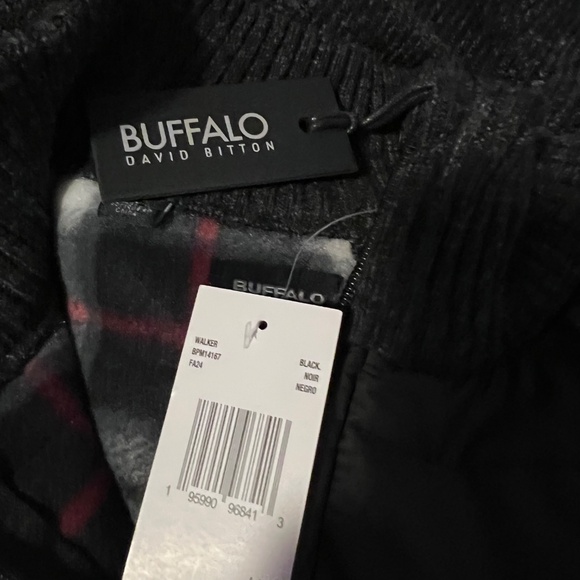 BUFFALO
DAVID BITTON
BUFFALO
WALKER
BPM14167
FA24
BLACK.
NOIR
NEGRO
1 95990 96841 3